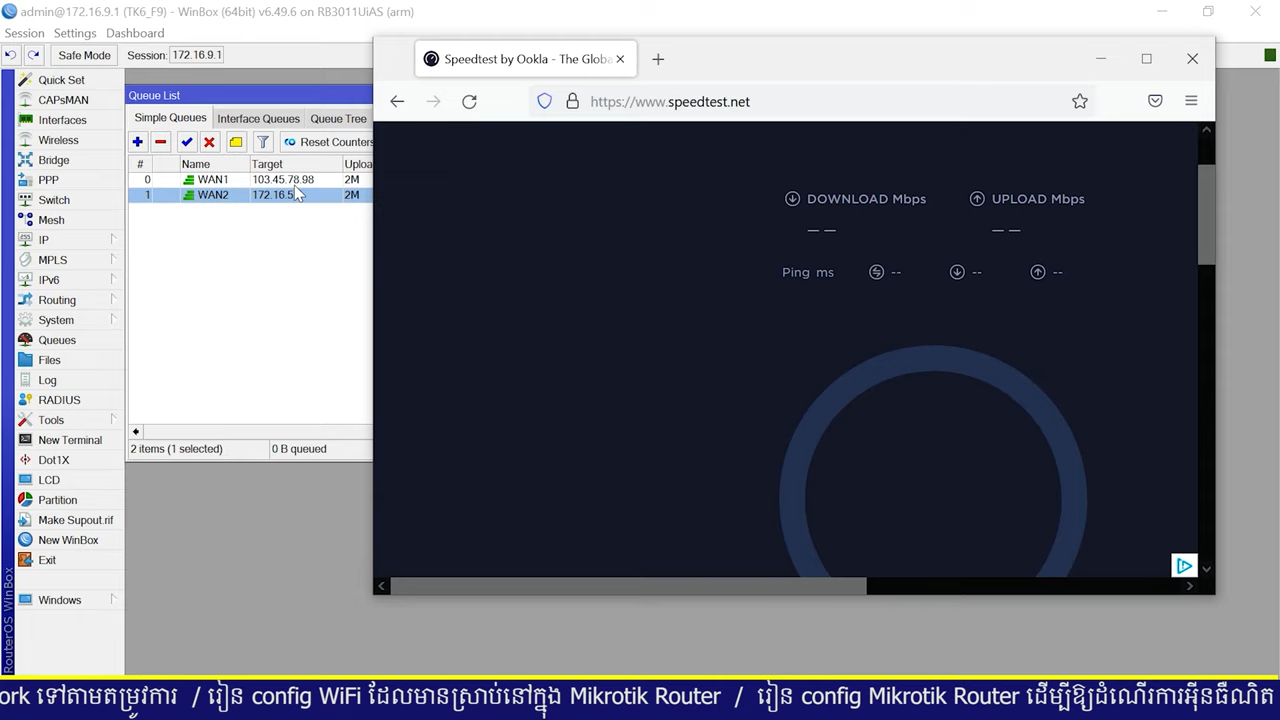 admin@172.16.9.1 (TK6_F9) - WinBox (64bit) v6.49.6 on RB3011UiAS (arm)
Session Settings Dashboard
Safe Mode Session: 172.16.9.1
Quick Set
CAPsMAN
Interfaces
Wireless
Bridge
PPP
Switch
Mesh
IP
MPLS
IPv6
Routing
System
Queues
Files
Log
RADIUS
Tools
New Terminal
Dot1X
LCD
Partition
Make Supout.rif
New WinBox
Exit
Windows
RouterOS WinBox
Queue List
Simple Queues Interface Queues Queue Tree
Reset Counters
# Name Target
0 WAN1 103.45.78.98 2M
1 WAN2 2M
2 items (1 selected) 0 B queued
Speedtest by Ookla - The Globa
https://www.speedtest.net
DOWNLOAD Mbps UPLOAD Mbps
— — — —
Ping ms -- -- --
ork ទៅតាមតម្រូវការ / រៀន config WiFi ដែលមានស្រាប់នៅក្នុង Mikrotik Router / រៀន config Mikrotik Router ដើម្បីឱ្យដំណើរការអ៊ីនធឺណិត